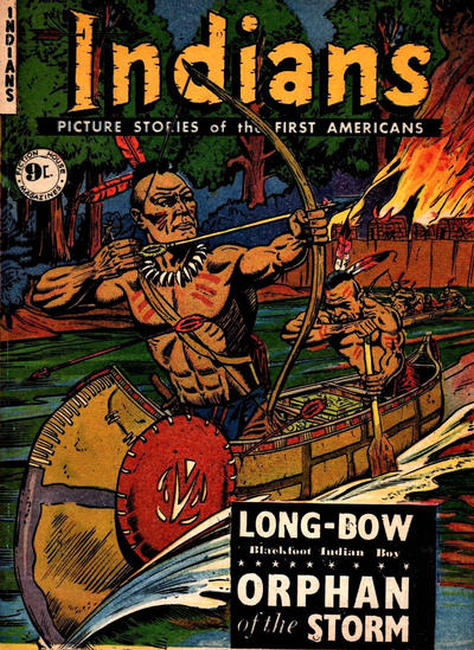 INDIANS
Indians
PICTURE STORIES of the FIRST AMERICANS
FICTION HOUSE
9D.
MAGAZINES
LONG-BOW
Blackfoot Indian Boy
ORPHAN
of the STORM